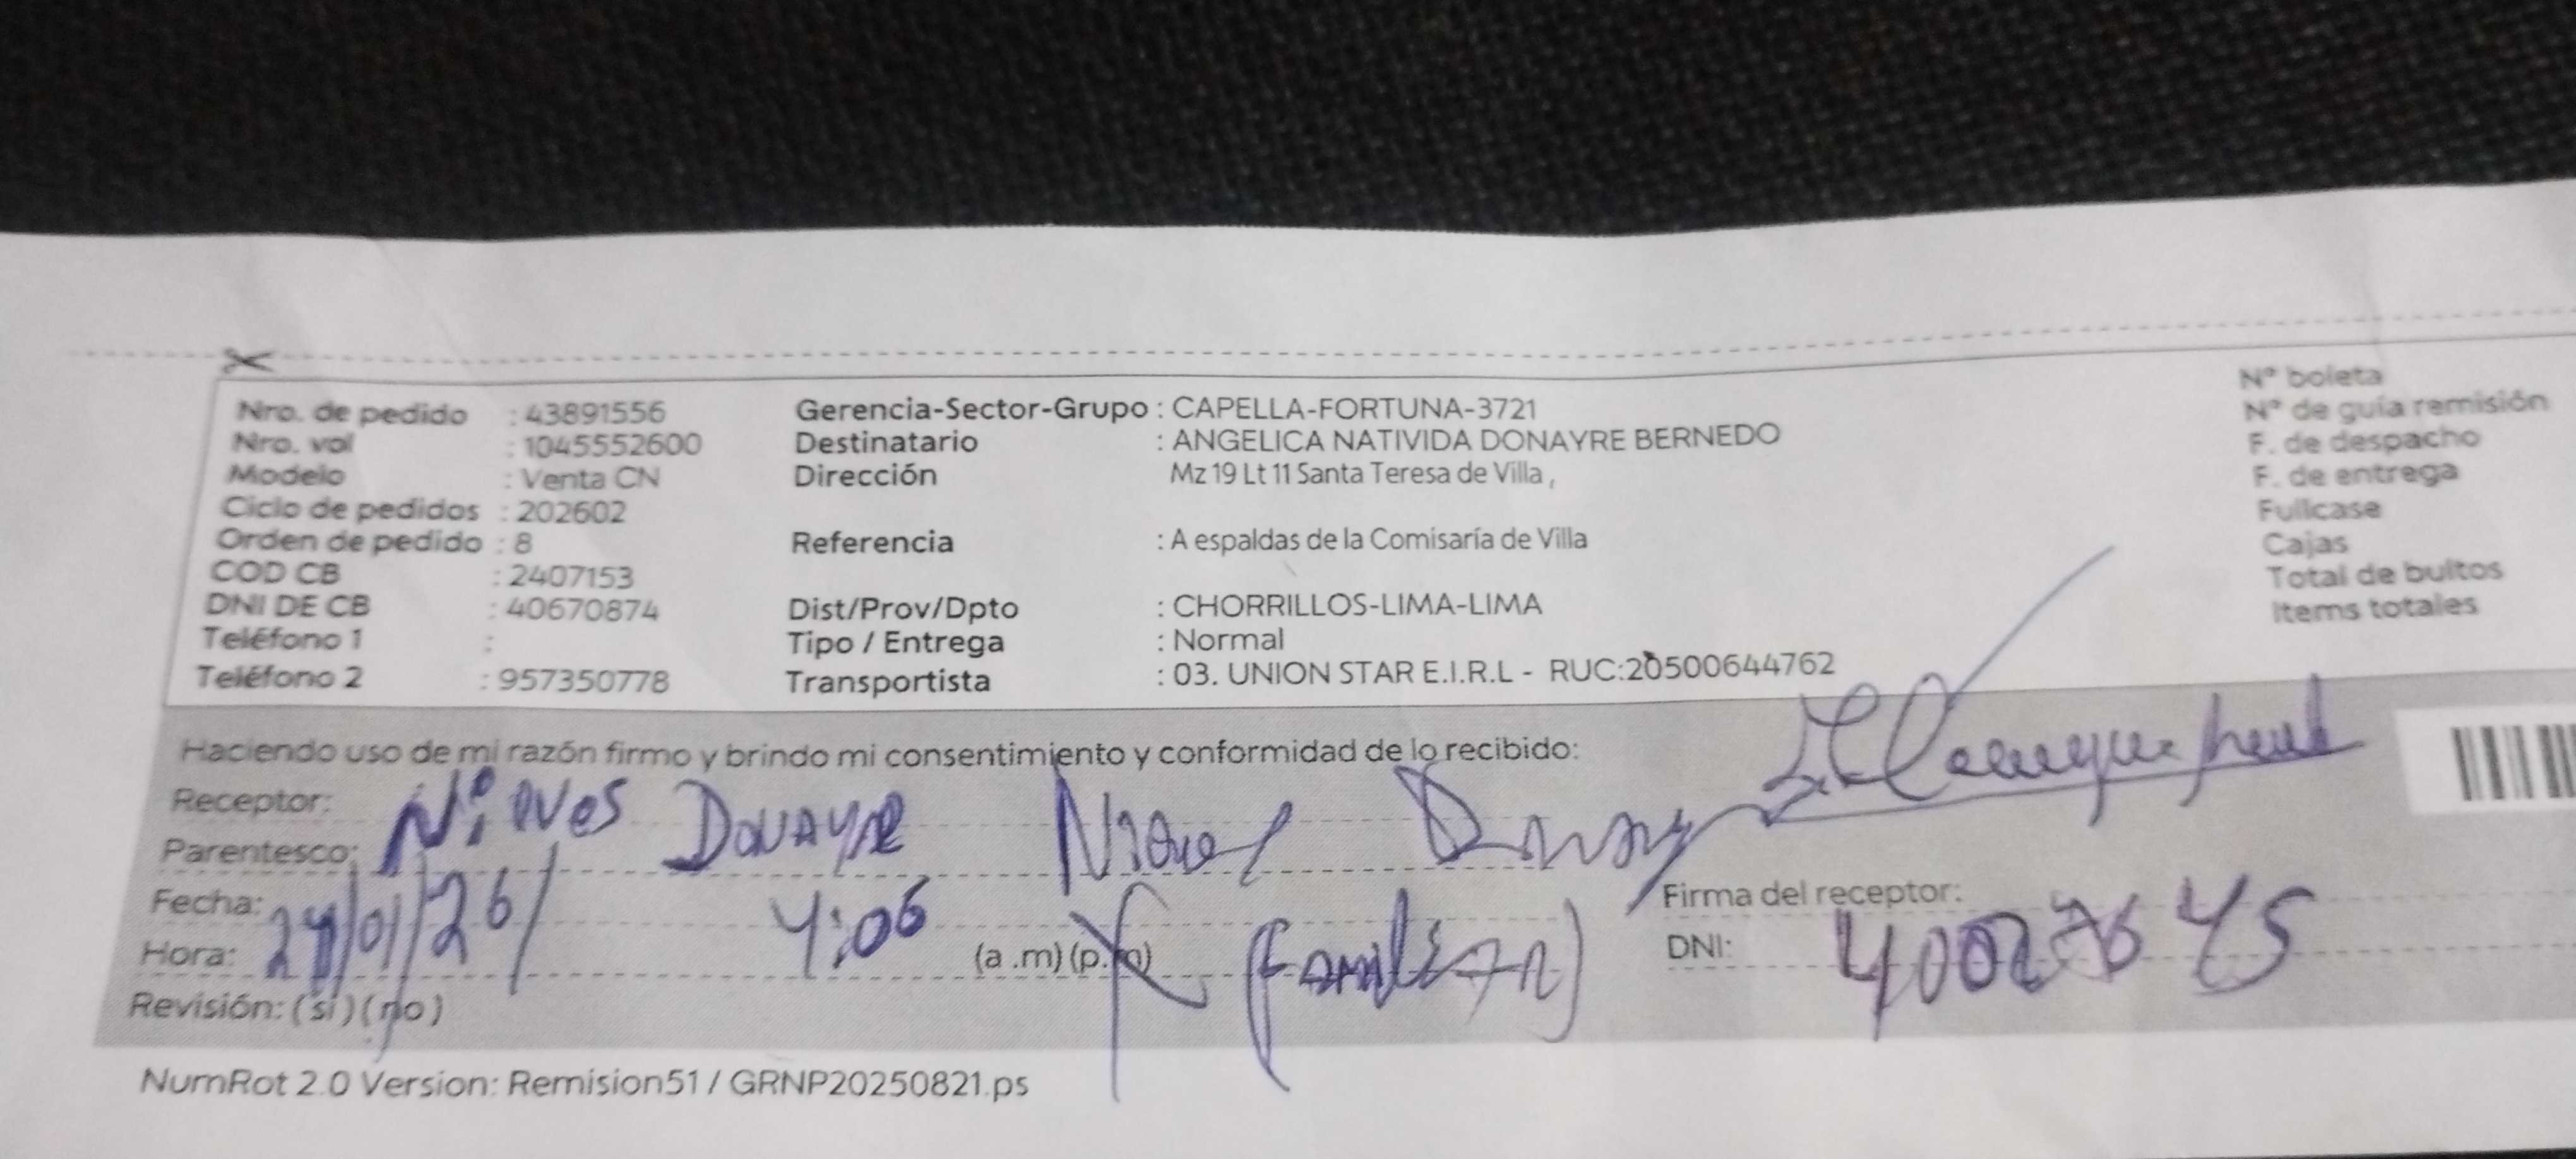 Nro. de pedido : 43891556 Gerencia-Sector-Grupo : CAPELLA-FORTUNA-3721 Nº boleta
Nro. vol : 1045552600 Destinatario : ANGELICA NATIVIDA DONAYRE BERNEDO Nº de guía remisión
Modelo : Venta CN Dirección Mz 19 Lt 11 Santa Teresa de Villa , F. de despacho
Ciclo de pedidos : 202602 F. de entrega
Orden de pedido : 8 Referencia : A espaldas de la Comisaría de Villa Fullcase
COD CB : 2407153 Cajas
DNI DE CB : 40670874 Dist/Prov/Dpto : CHORRILLOS-LIMA-LIMA Total de bultos
Teléfono 1 : Tipo / Entrega : Normal Items totales
Teléfono 2 : 957350778 Transportista : 03. UNION STAR E.I.R.L - RUC:20500644762
Haciendo uso de mi razón firmo y brindo mi consentimiento y conformidad de lo recibido:
Receptor: Nieves Donayre
Parentesco:
Fecha: /01/26/ 4:06 Firma del receptor:
Hora: (a .m) (p.m) (Familiar) DNI:
Revisión: (si) (no)
NumRot 2.0 Version: Remision51 / GRNP20250821.ps